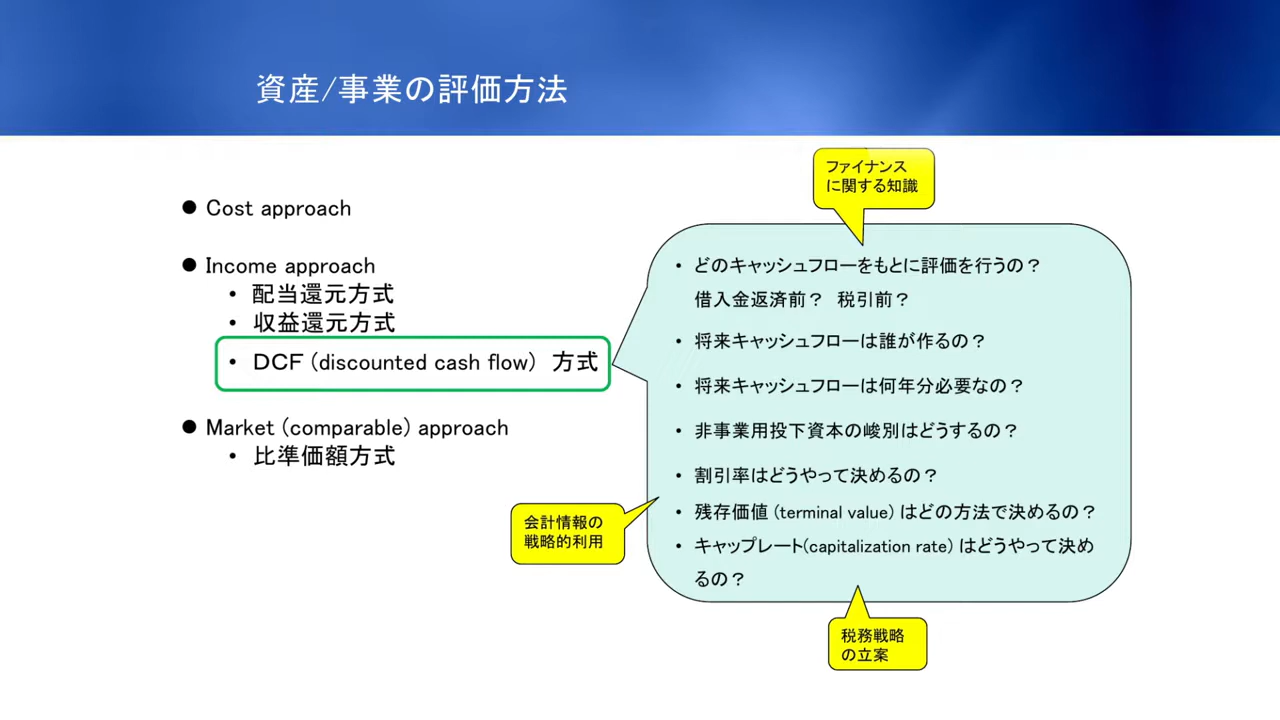 資産/事業の評価方法
● Cost approach
● Income approach
• 配当還元方式
• 収益還元方式
• DCF (discounted cash flow) 方式
● Market (comparable) approach
• 比準価額方式
ファイナンス
に関する知識
• どのキャッシュフローをもとに評価を行うの？
借入金返済前？ 税引前？
• 将来キャッシュフローは誰が作るの？
• 将来キャッシュフローは何年分必要なの？
• 非事業用投下資本の峻別はどうするの？
• 割引率はどうやって決めるの？
• 残存価値 (terminal value) はどの方法で決めるの？
• キャップレート(capitalization rate) はどうやって決め
るの？
会計情報の
戦略的利用
税務戦略
の立案